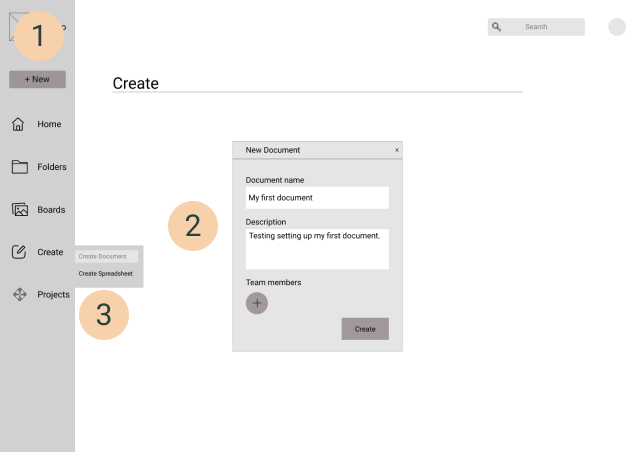 1
Search
+ New
Create
Home
Folders
Boards
Create
Projects
Create Document
Create Spreadsheet
3
2
New Document
x
Document name
My first document
Description
Testing setting up my first document.
Team members
+
Create